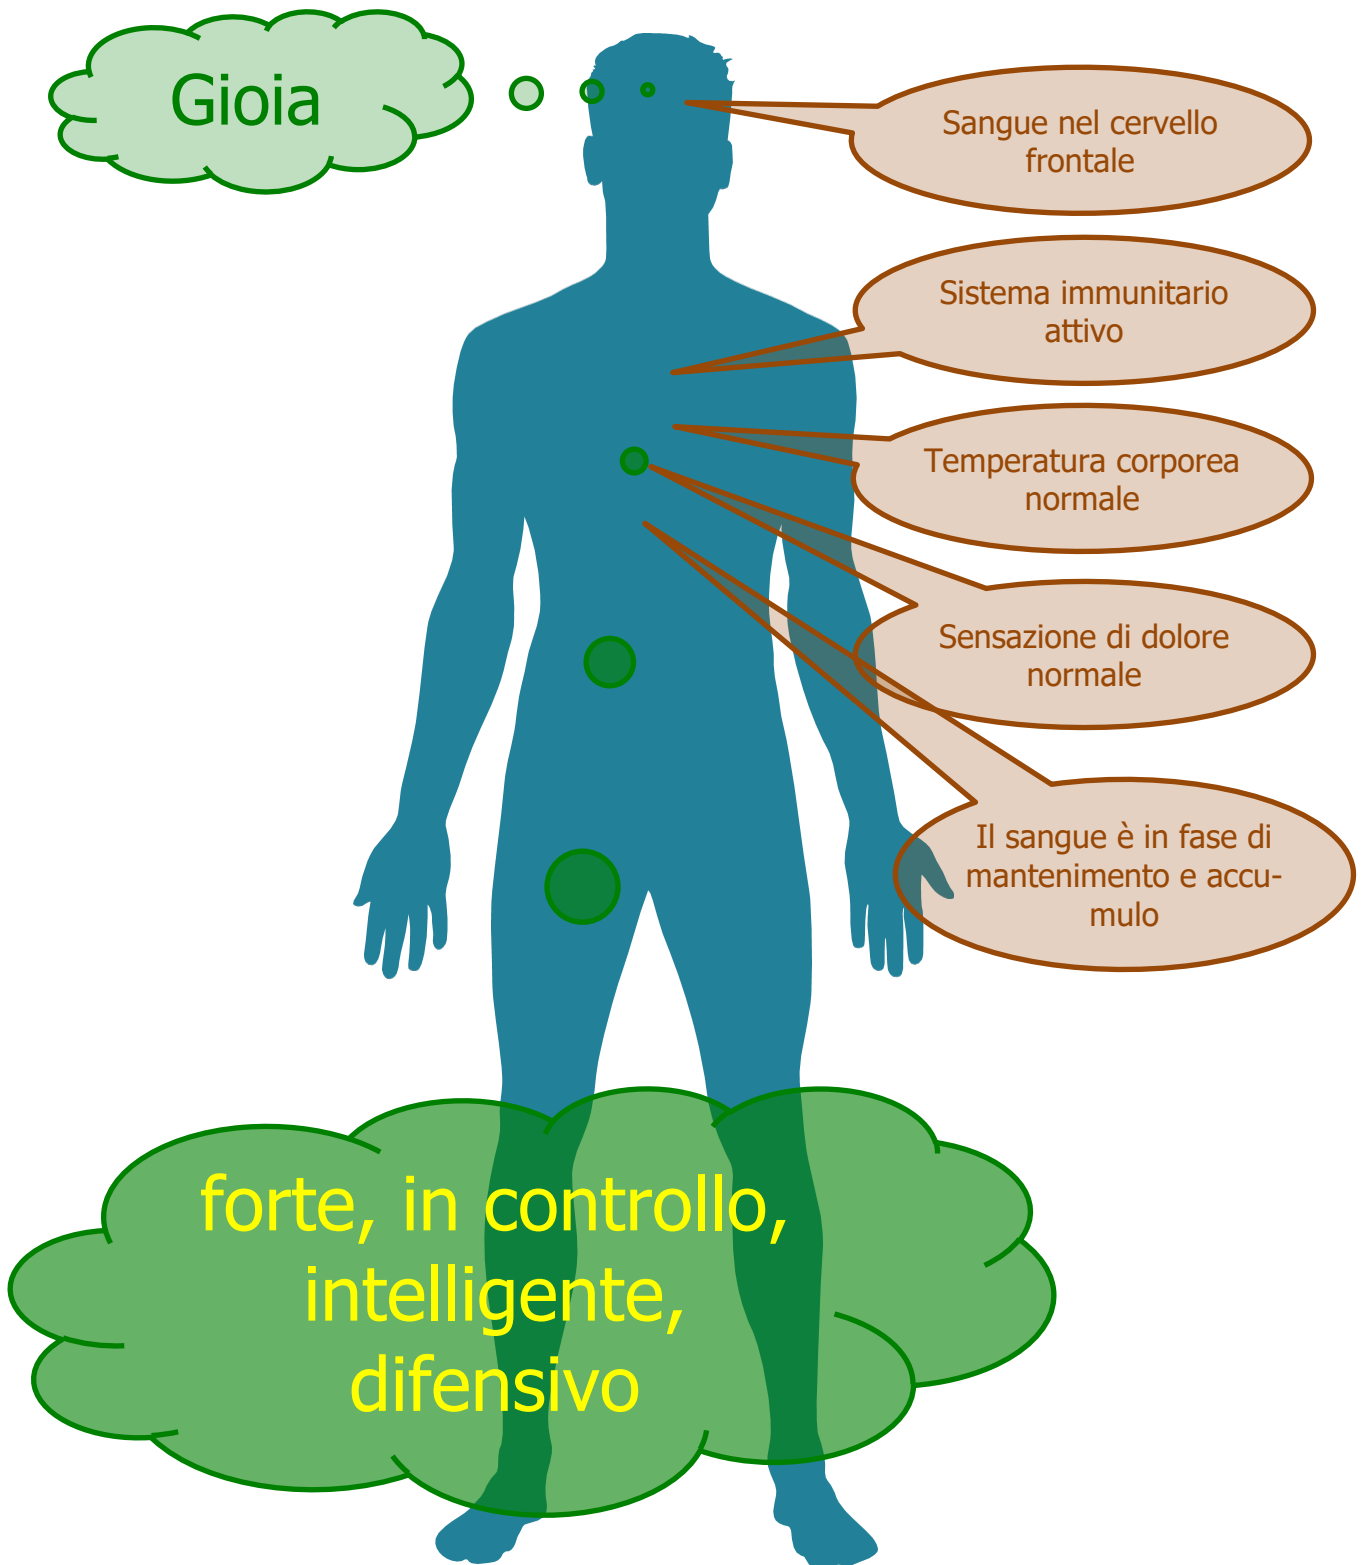 Gioia
Sangue nel cervello
frontale
Sistema immunitario
attivo
Temperatura corporea
normale
Sensazione di dolore
normale
Il sangue è in fase di
mantenimento e accu-
mulo
forte, in controllo,
intelligente,
difensivo